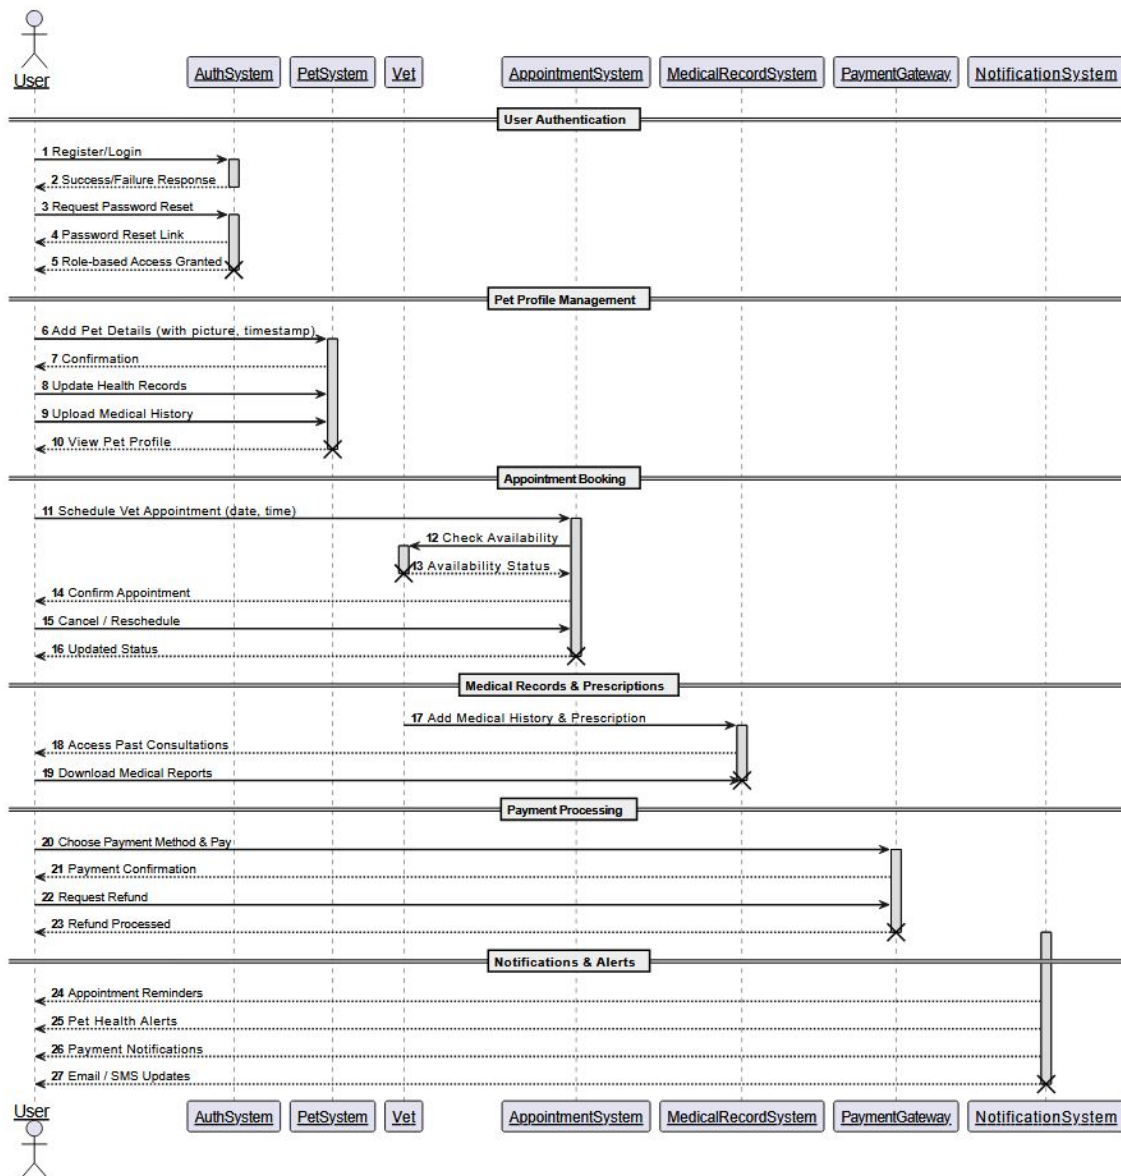 User
AuthSystem PetSystem Vet AppointmentSystem MedicalRecordSystem PaymentGateway NotificationSystem
User Authentication
1 Register/Login
2 Success/Failure Response
3 Request Password Reset
4 Password Reset Link
5 Role-based Access Granted
Pet Profile Management
6 Add Pet Details (with picture, timestamp)
7 Confirmation
8 Update Health Records
9 Upload Medical History
10 View Pet Profile
Appointment Booking
11 Schedule Vet Appointment (date, time)
12 Check Availability
13 Availability Status
14 Confirm Appointment
15 Cancel / Reschedule
16 Updated Status
Medical Records & Prescriptions
17 Add Medical History & Prescription
18 Access Past Consultations
19 Download Medical Reports
Payment Processing
20 Choose Payment Method & Pay
21 Payment Confirmation
22 Request Refund
23 Refund Processed
Notifications & Alerts
24 Appointment Reminders
25 Pet Health Alerts
26 Payment Notifications
27 Email / SMS Updates
User
AuthSystem PetSystem Vet AppointmentSystem MedicalRecordSystem PaymentGateway NotificationSystem